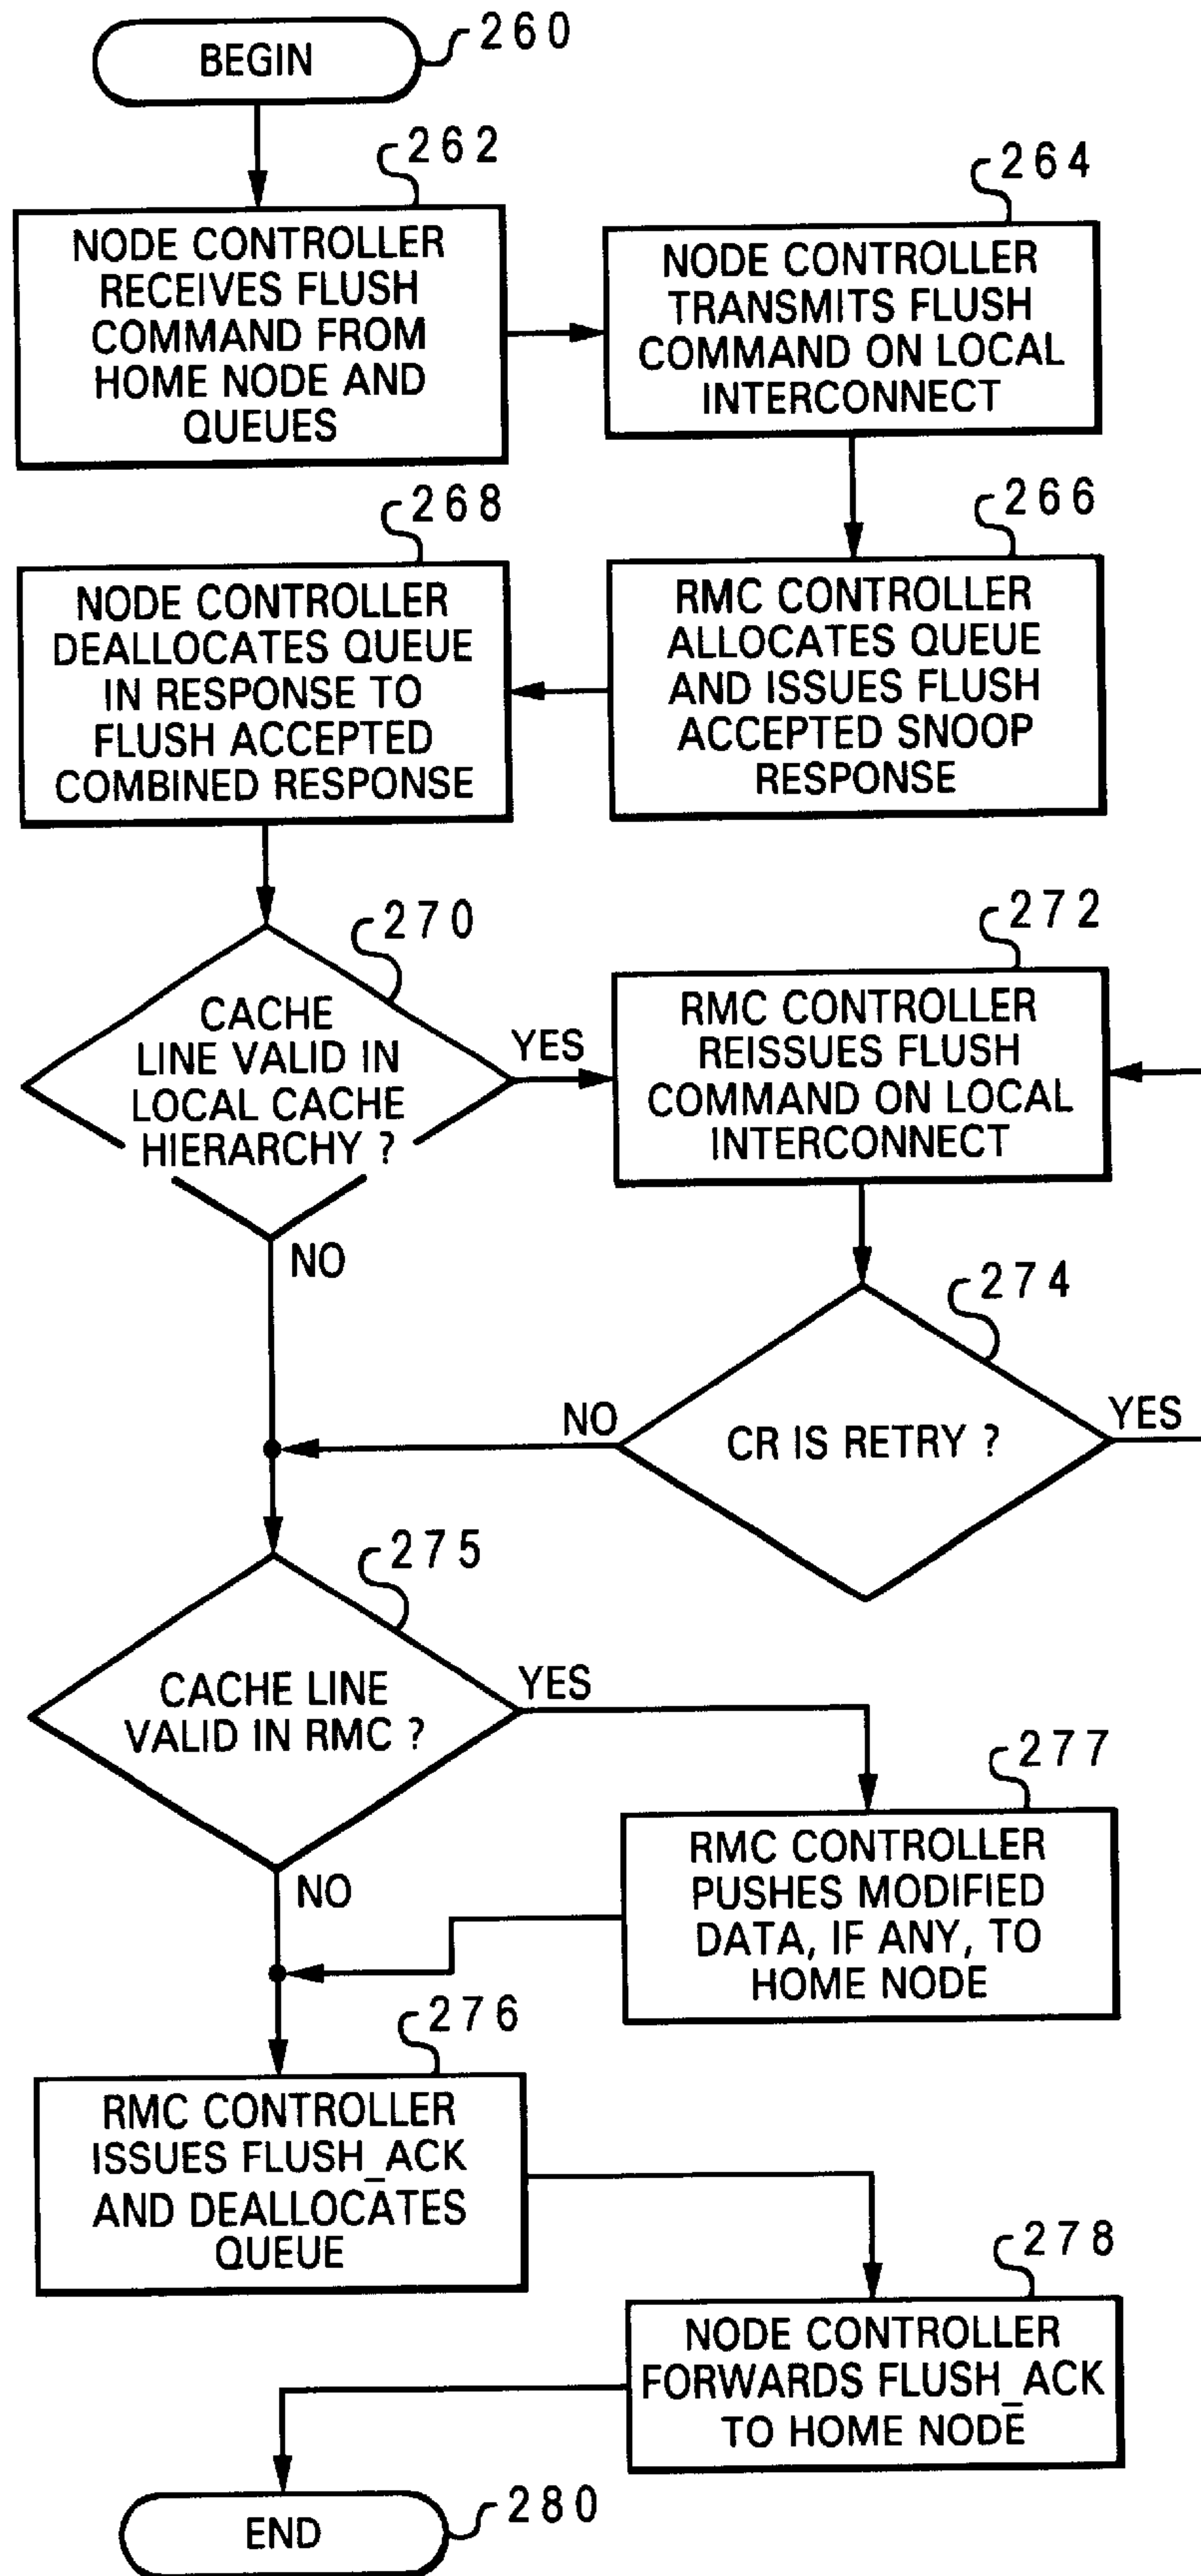 BEGIN
260
262
NODE CONTROLLER
RECEIVES FLUSH
COMMAND FROM
HOME NODE AND
QUEUES
264
NODE CONTROLLER
TRANSMITS FLUSH
COMMAND ON LOCAL
INTERCONNECT
266
RMC CONTROLLER
ALLOCATES QUEUE
AND ISSUES FLUSH
ACCEPTED SNOOP
RESPONSE
268
NODE CONTROLLER
DEALLOCATES QUEUE
IN RESPONSE TO
FLUSH ACCEPTED
COMBINED RESPONSE
270
CACHE
LINE VALID IN
LOCAL CACHE
HIERARCHY ?
YES
NO
272
RMC CONTROLLER
REISSUES FLUSH
COMMAND ON LOCAL
INTERCONNECT
274
CR IS RETRY ?
NO
YES
275
CACHE LINE
VALID IN RMC ?
YES
NO
277
RMC CONTROLLER
PUSHES MODIFIED
DATA, IF ANY, TO
HOME NODE
276
RMC CONTROLLER
ISSUES FLUSH_ACK
AND DEALLOCATES
QUEUE
278
NODE CONTROLLER
FORWARDS FLUSH_ACK
TO HOME NODE
END
280